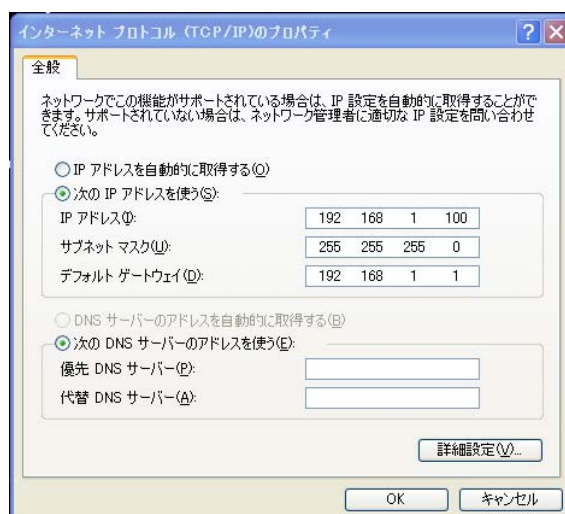 インターネット プロトコル (TCP/IP)のプロパティ
全般
ネットワークでこの機能がサポートされている場合は、IP 設定を自動的に取得することがで
きます。サポートされていない場合は、ネットワーク管理者に適切な IP 設定を問い合わせ
てください。
IP アドレスを自動的に取得する(O)
次の IP アドレスを使う(S):
IP アドレス(I): 192 168 1 100
サブネット マスク(U): 255 255 255 0
デフォルト ゲートウェイ(D): 192 168 1 1
DNS サーバーのアドレスを自動的に取得する(B)
次の DNS サーバーのアドレスを使う(E):
優先 DNS サーバー(P):
代替 DNS サーバー(A):
詳細設定(V)...
OK キャンセル